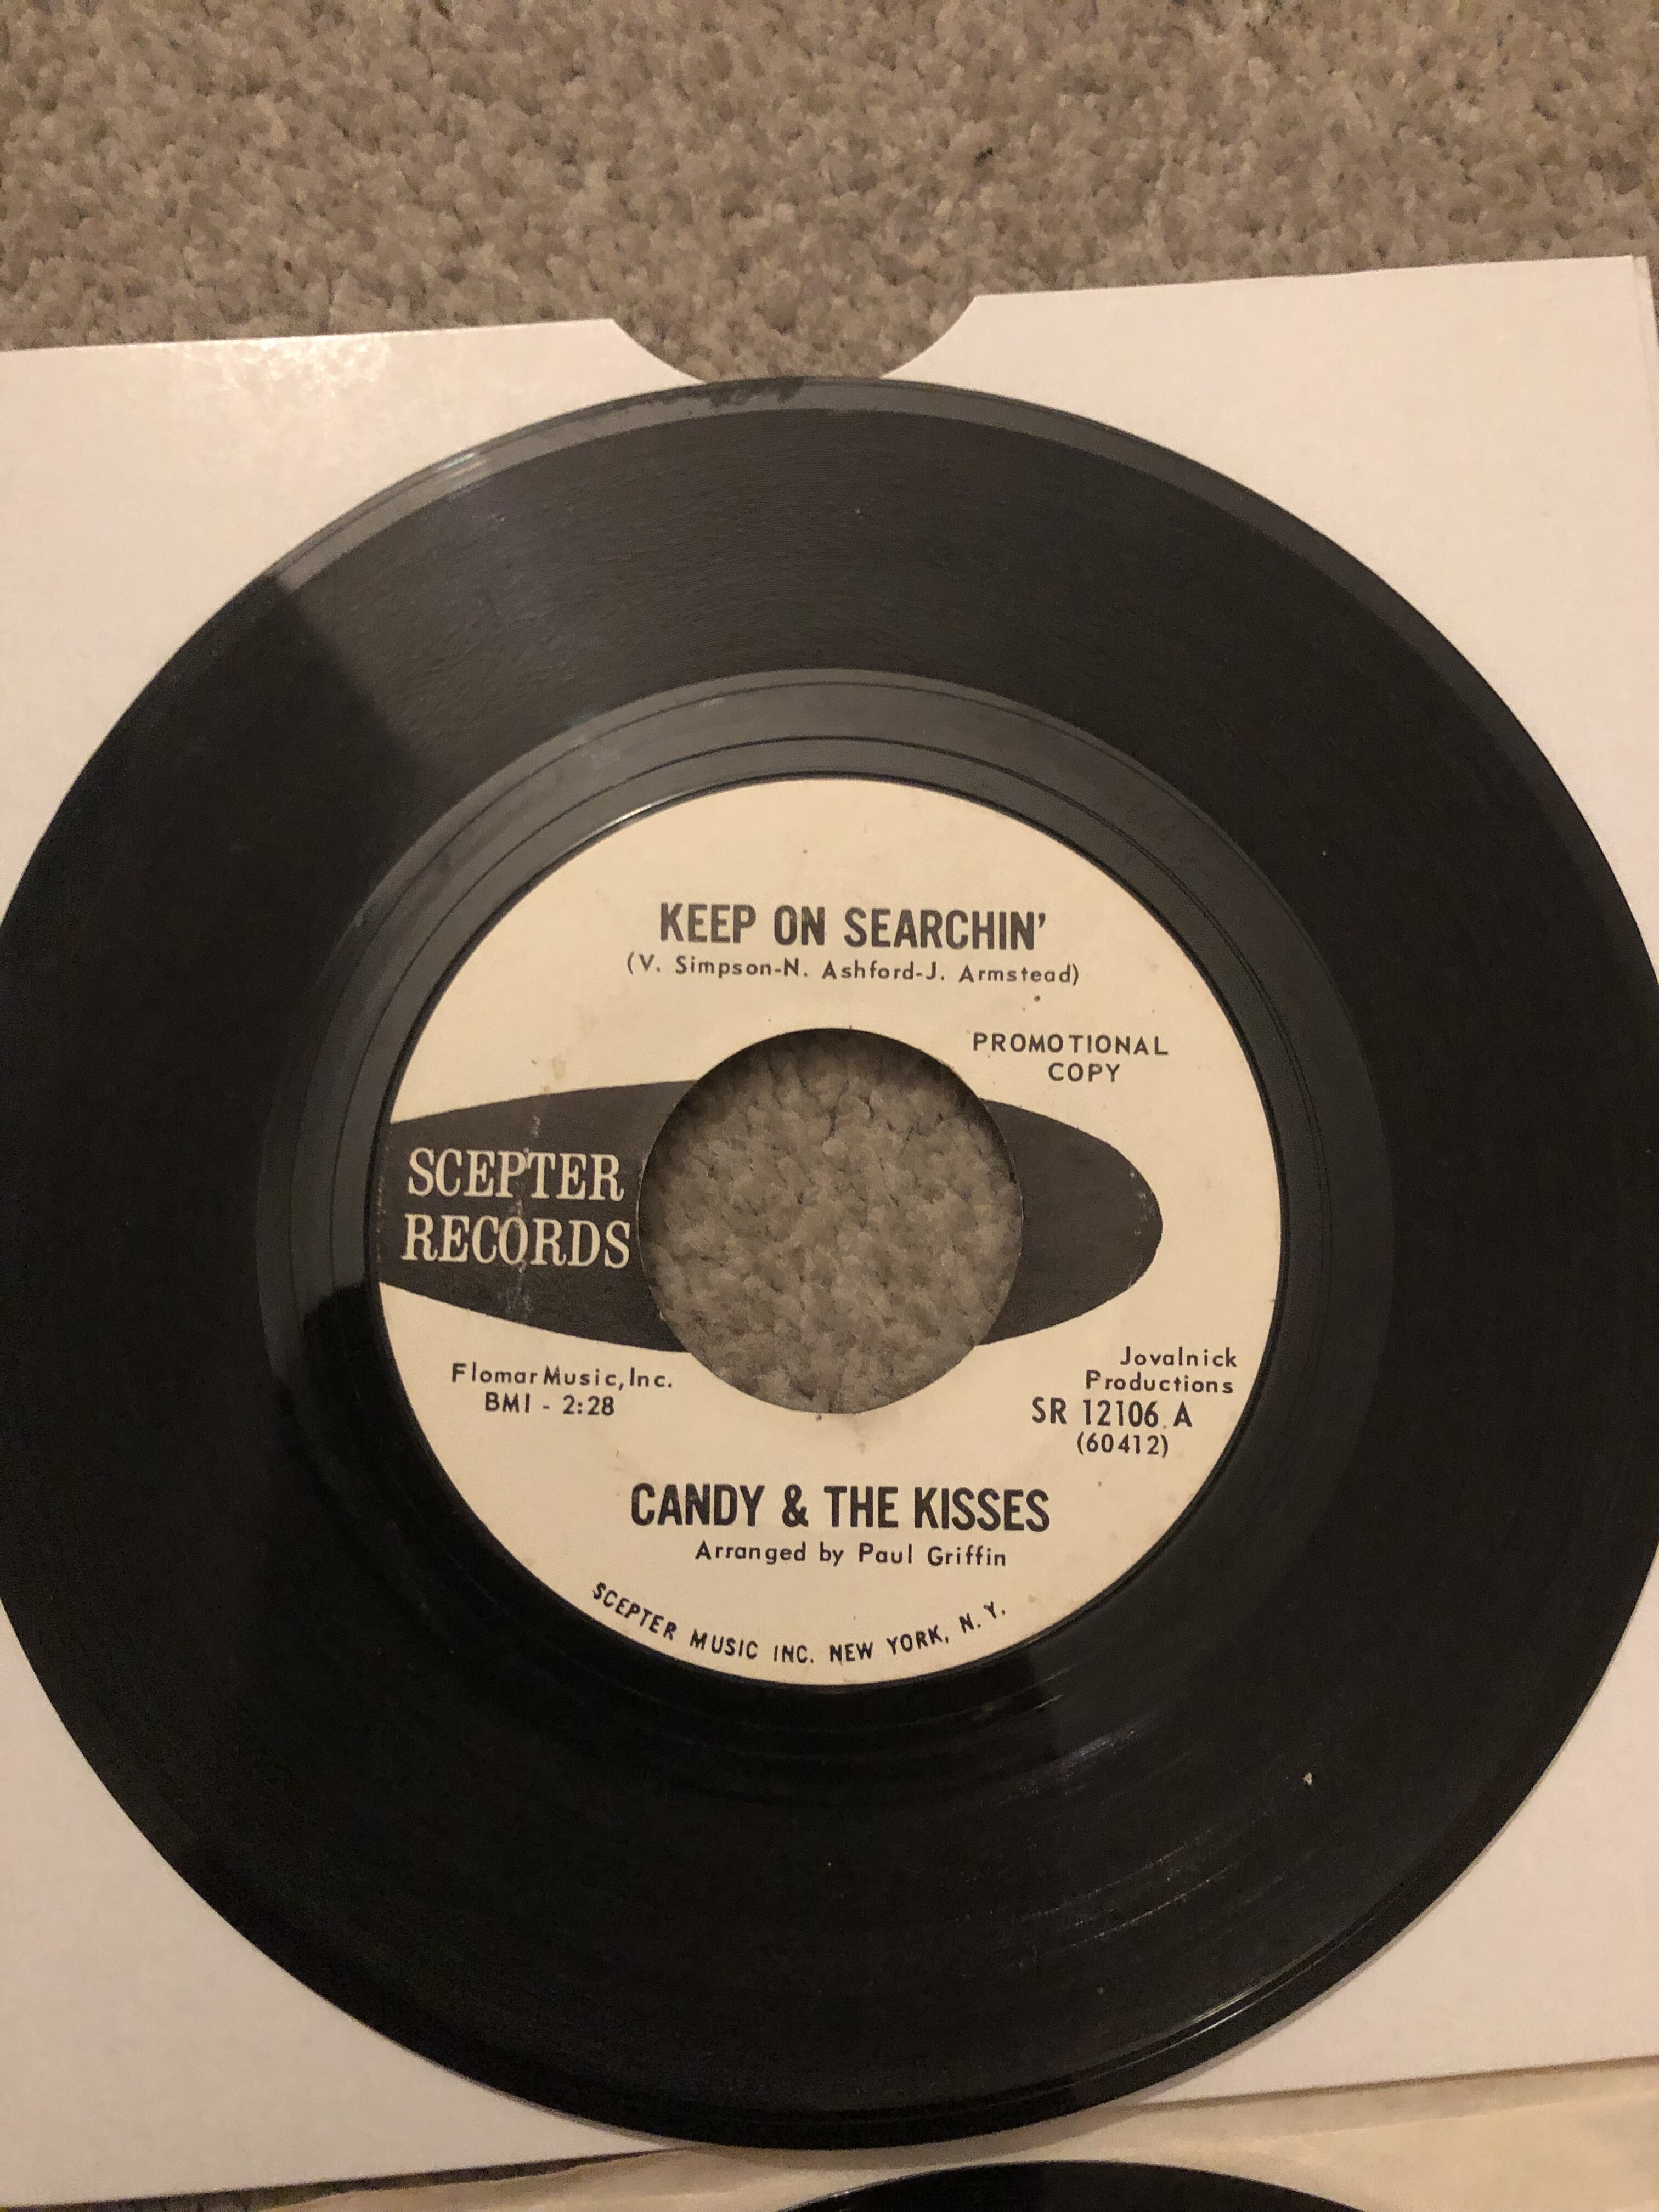 KEEP ON SEARCHIN'
(V. Simpson-N. Ashford-J. Armstead)
PROMOTIONAL
COPY
SCEPTER
RECORDS
Flomar Music, Inc.
BMI - 2:28
Jovalnick
Productions
SR 12106 A
(60412)
CANDY & THE KISSES
Arranged by Paul Griffin
SCEPTER MUSIC INC. NEW YORK, N. Y.